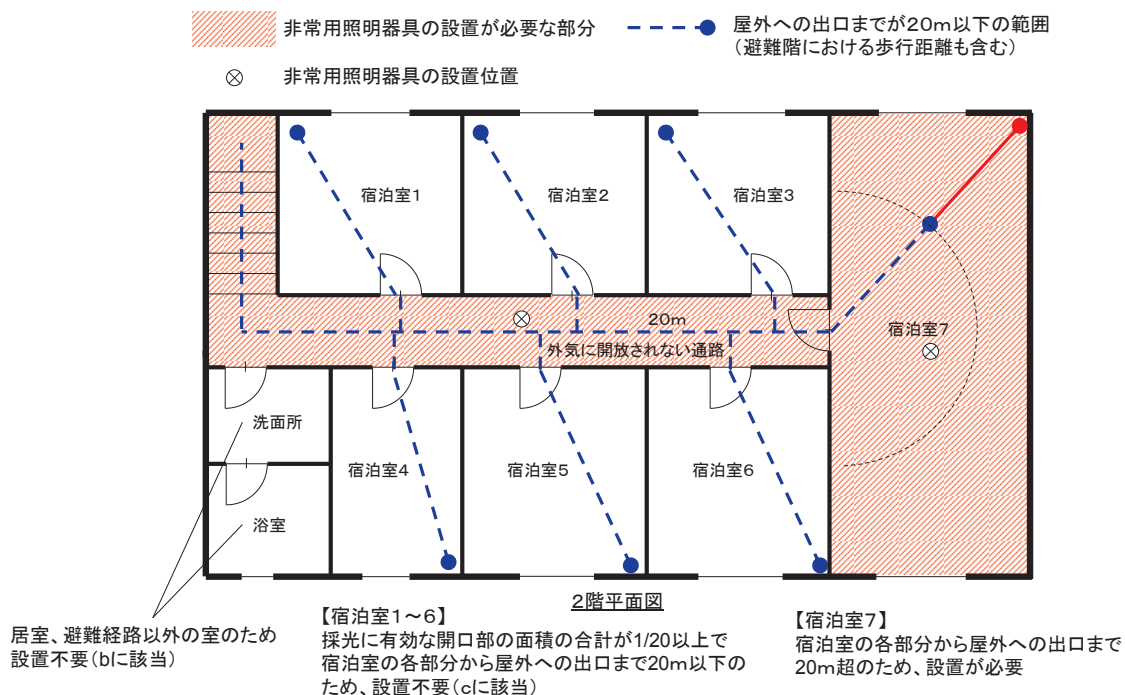 非常用照明器具の設置が必要な部分
屋外への出口までが20m以下の範囲
（避難階における歩行距離も含む）
非常用照明器具の設置位置
宿泊室1
宿泊室2
宿泊室3
20m
宿泊室7
外気に開放されない通路
洗面所
宿泊室4
宿泊室5
宿泊室6
浴室
2階平面図
居室、避難経路以外の室のため
設置不要（bに該当）
【宿泊室1～6】
採光に有効な開口部の面積の合計が1/20以上で
宿泊室の各部分から屋外への出口まで20m以下の
ため、設置不要（cに該当）
【宿泊室7】
宿泊室の各部分から屋外への出口まで
20m超のため、設置が必要